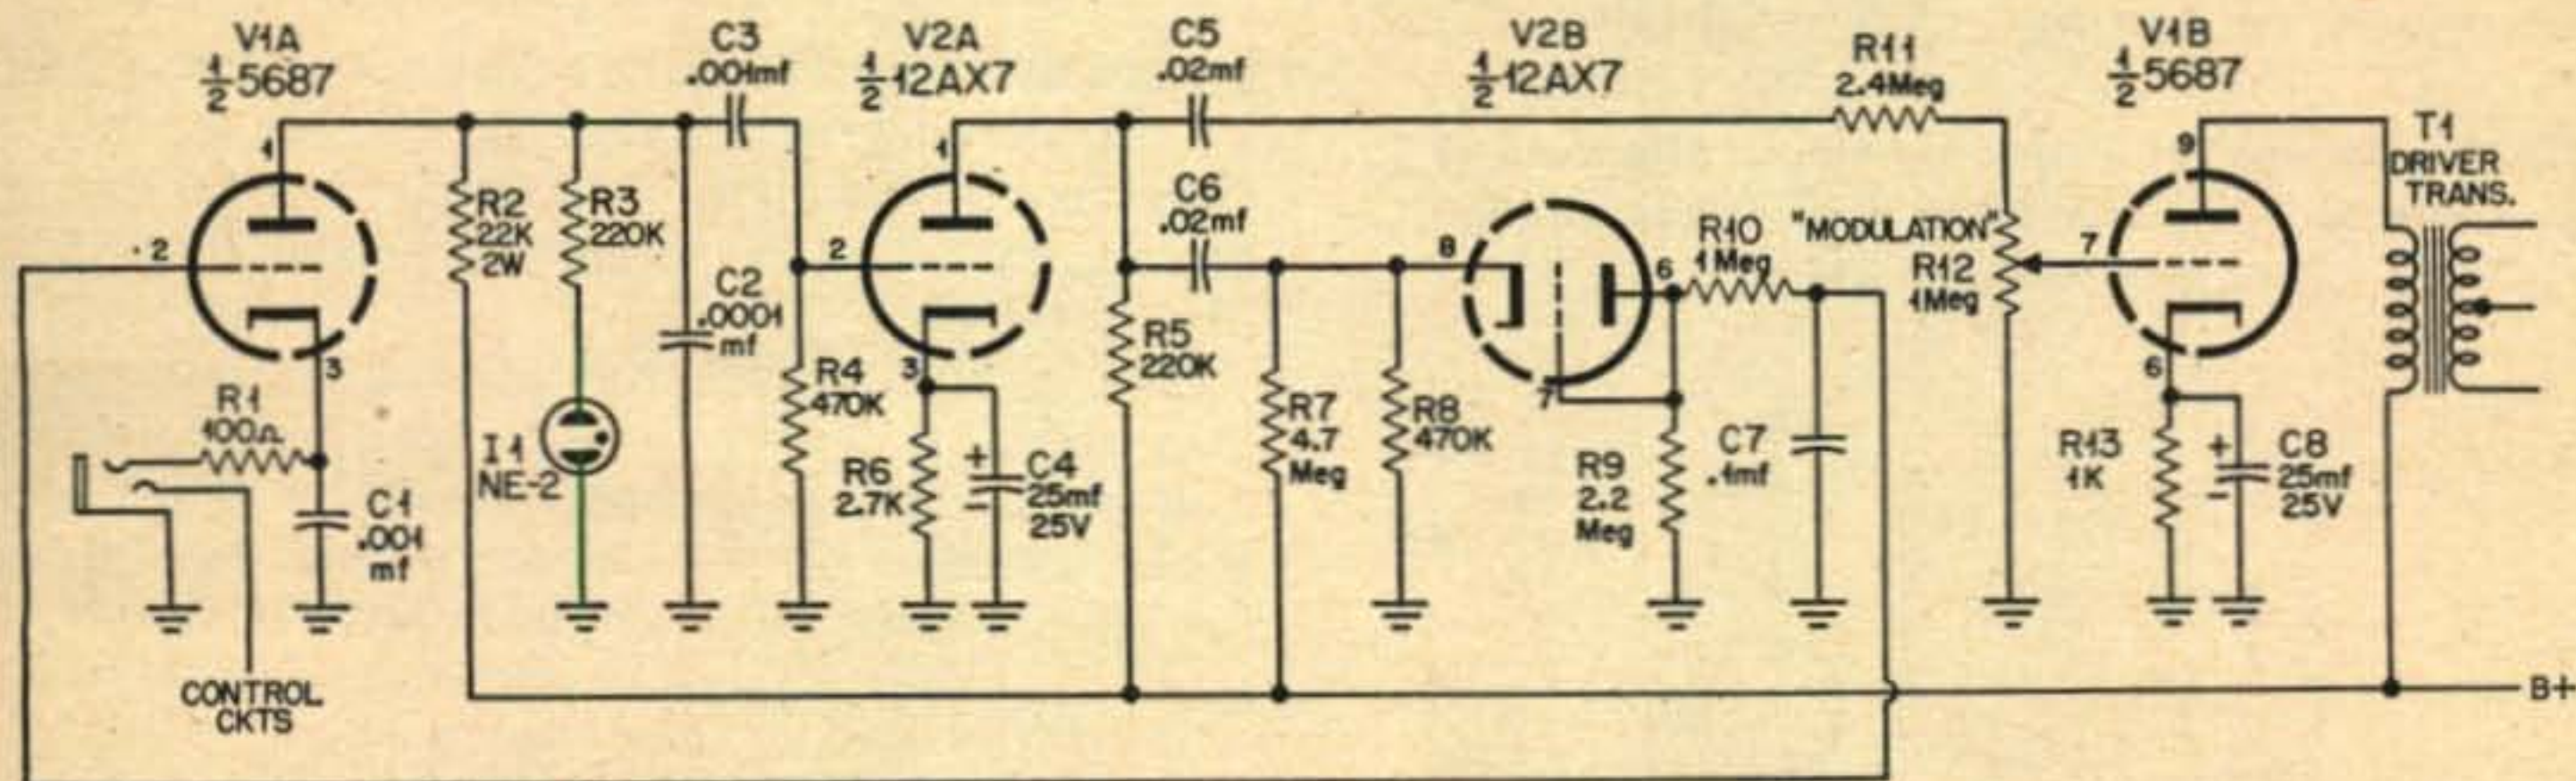 V1A
1/2 5687
C3
.001mf
V2A
1/2 12AX7
C5
.02mf
V2B
1/2 12AX7
R11
2.4Meg
V1B
1/2 5687
1
1
9
T1
DRIVER
TRANS.
2
R2
22K
2W
R3
220K
2
C6
.02mf
8
6
R10
1Meg
"MODULATION"
R12
1Meg
7
C2
.0001
mf
3
R4
470K
3
R5
220K
7
6
R1
100Ω
I1
NE-2
R6
2.7K
+
-
C4
25mf
25V
R7
4.7
Meg
R8
470K
R9
2.2
Meg
C7
.1mf
R13
1K
+
-
C8
25mf
25V
C1
.001
mf
CONTROL
CKTS
B+